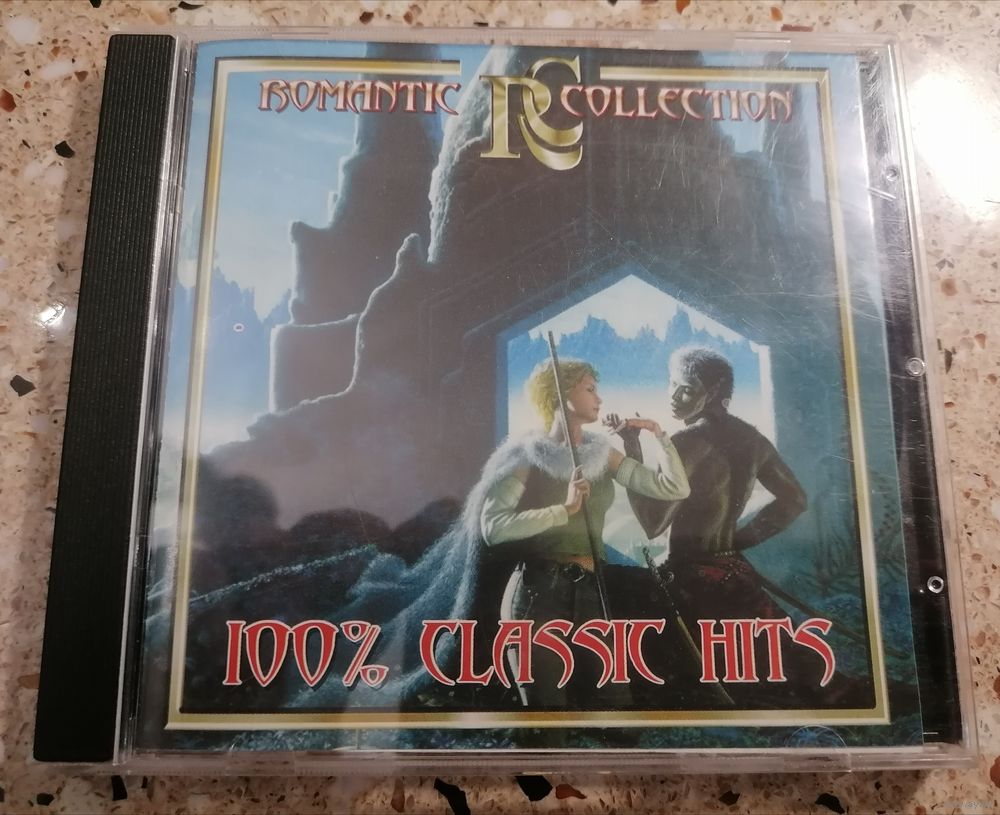 ROMANTIC RC COLLECTION
100% CLASSIC HITS